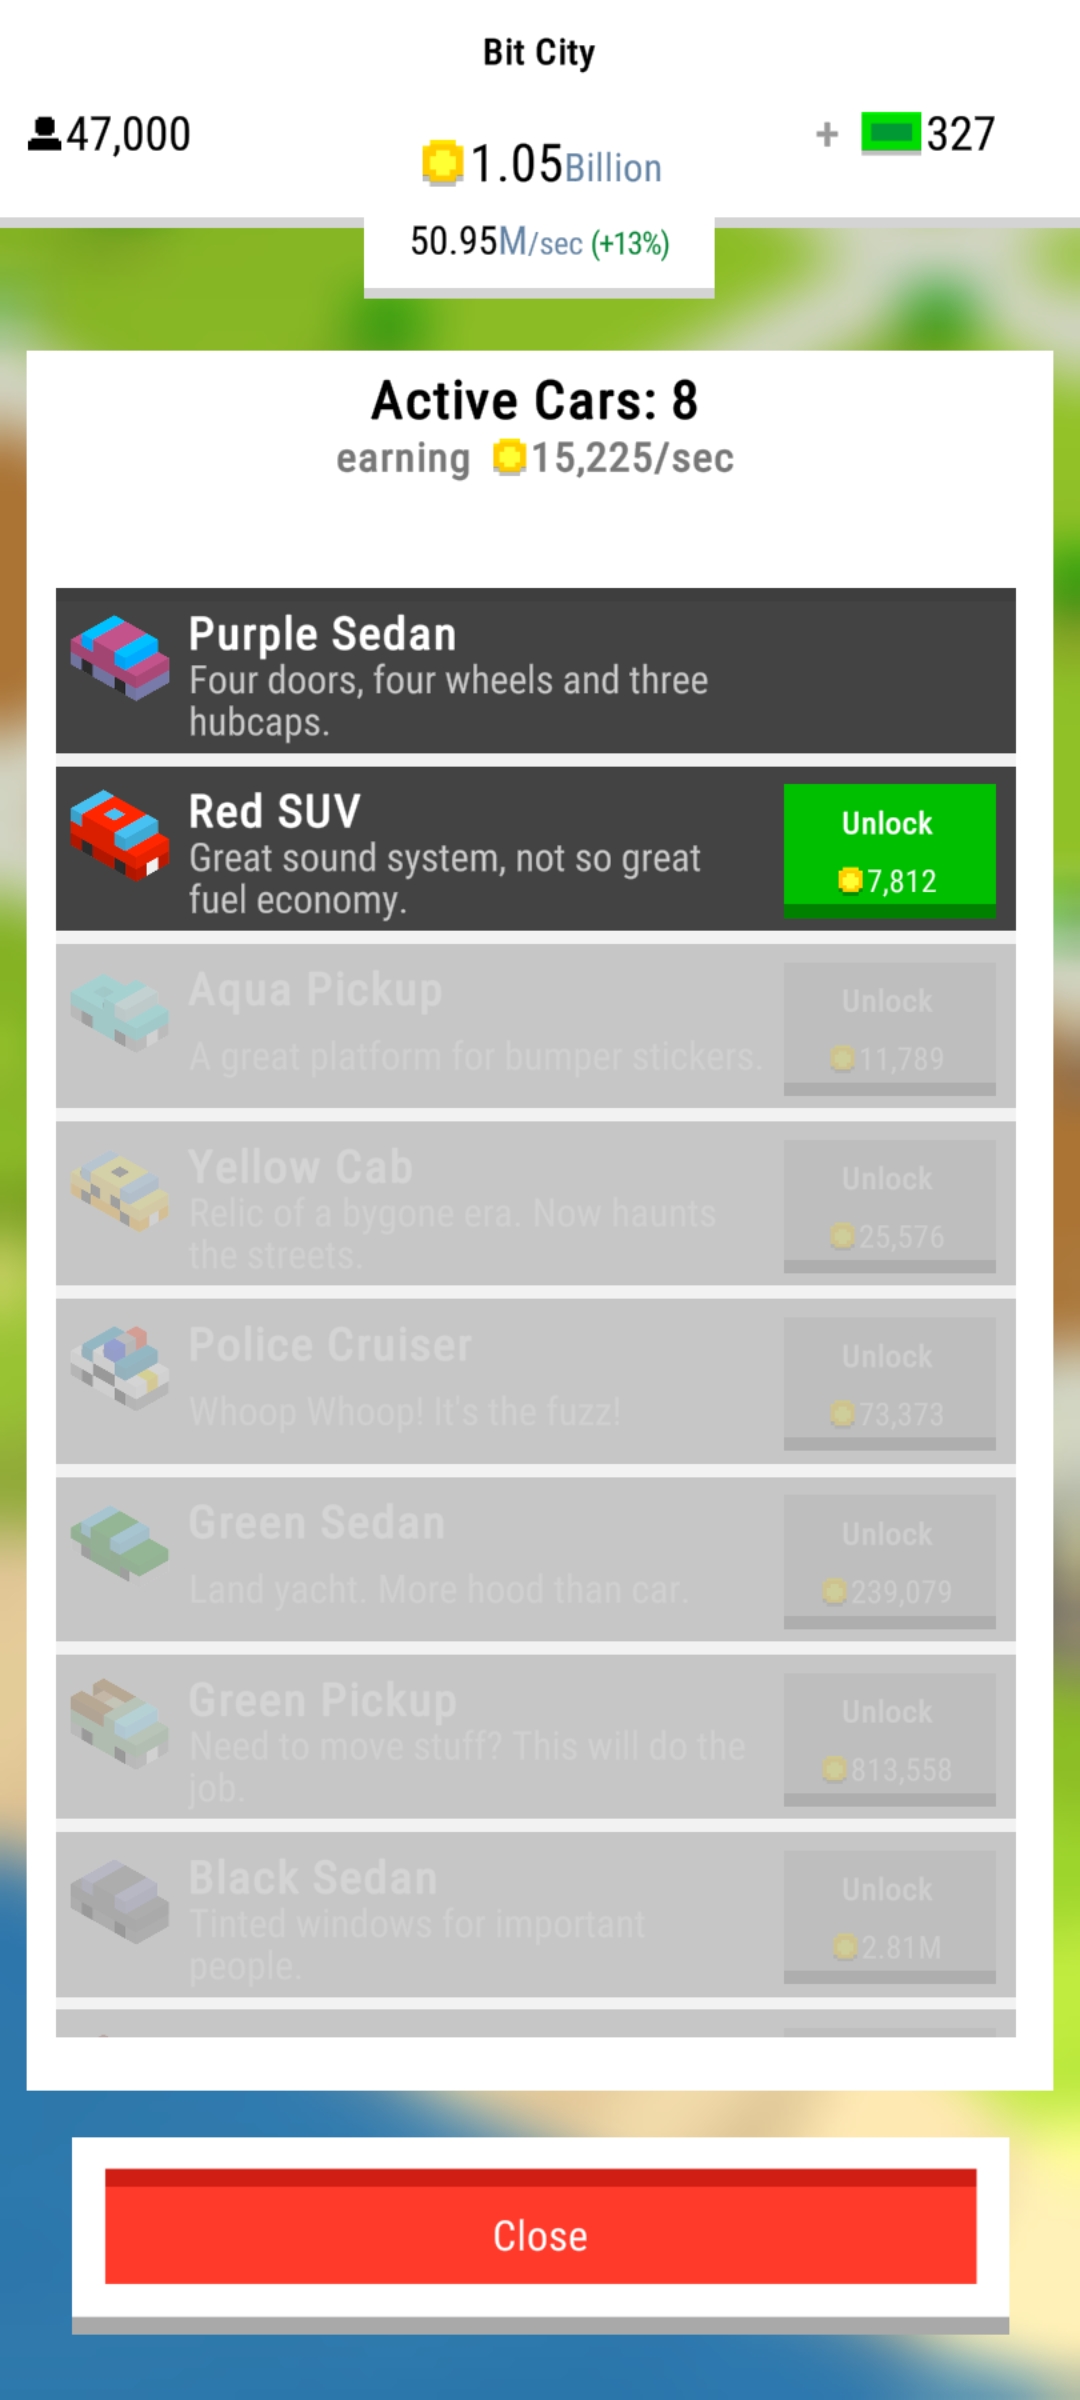 Bit City
47,000
1.05Billion
+ 327
50.95M/sec (+13%)
Active Cars: 8
earning 15,225/sec
Purple Sedan
Four doors, four wheels and three
hubcaps.
Red SUV
Great sound system, not so great
fuel economy.
Unlock
7,812
Aqua Pickup
A great platform for bumper stickers.
Unlock
11,789
Yellow Cab
Relic of a bygone era. Now haunts
the streets.
Unlock
25,576
Police Cruiser
Whoop Whoop! It's the fuzz!
Unlock
73,373
Green Sedan
Land yacht. More hood than car.
Unlock
239,079
Green Pickup
Need to move stuff? This will do the
job.
Unlock
813,558
Black Sedan
Tinted windows for important
people.
Unlock
2.81M
Close